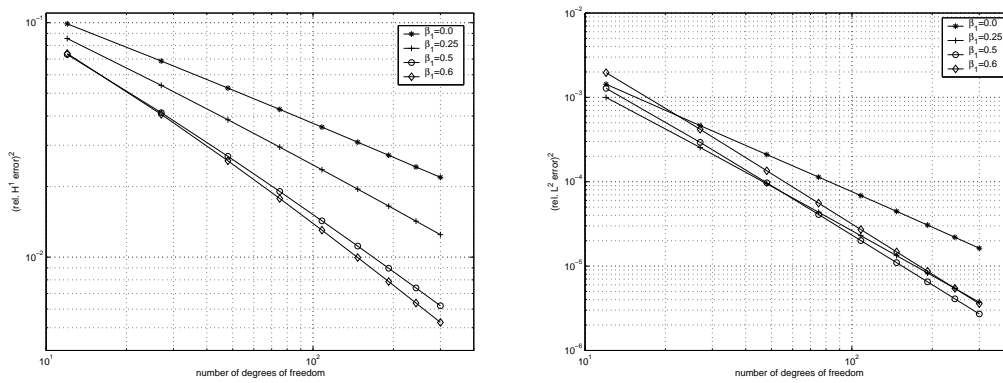 10⁻¹
10⁻²
(rel. H¹ error)²
10¹
10²
number of degrees of freedom
β₁=0.0
β₁=0.25
β₁=0.5
β₁=0.6
10⁻²
10⁻³
10⁻⁴
10⁻⁵
10⁻⁶
(rel. L² error)²
10¹
10²
number of degrees of freedom
β₁=0.0
β₁=0.25
β₁=0.5
β₁=0.6